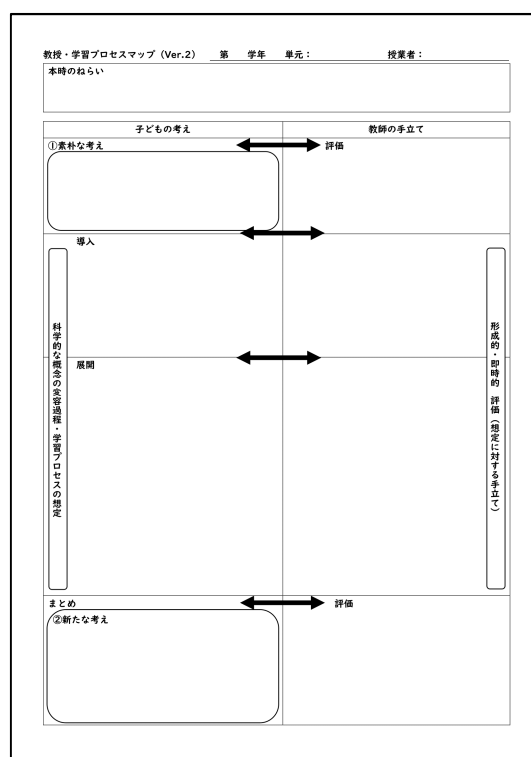 教授・学習プロセスマップ（Ver.2）　第　学年　単元：　授業者：
本時のねらい
子どもの考え
教師の手立て
①素朴な考え
評価
導入
科学的な概念の変容過程・学習プロセスの想定
形成的・即時的　評価（想定に対する手立て）
展開
まとめ
評価
②新たな考え